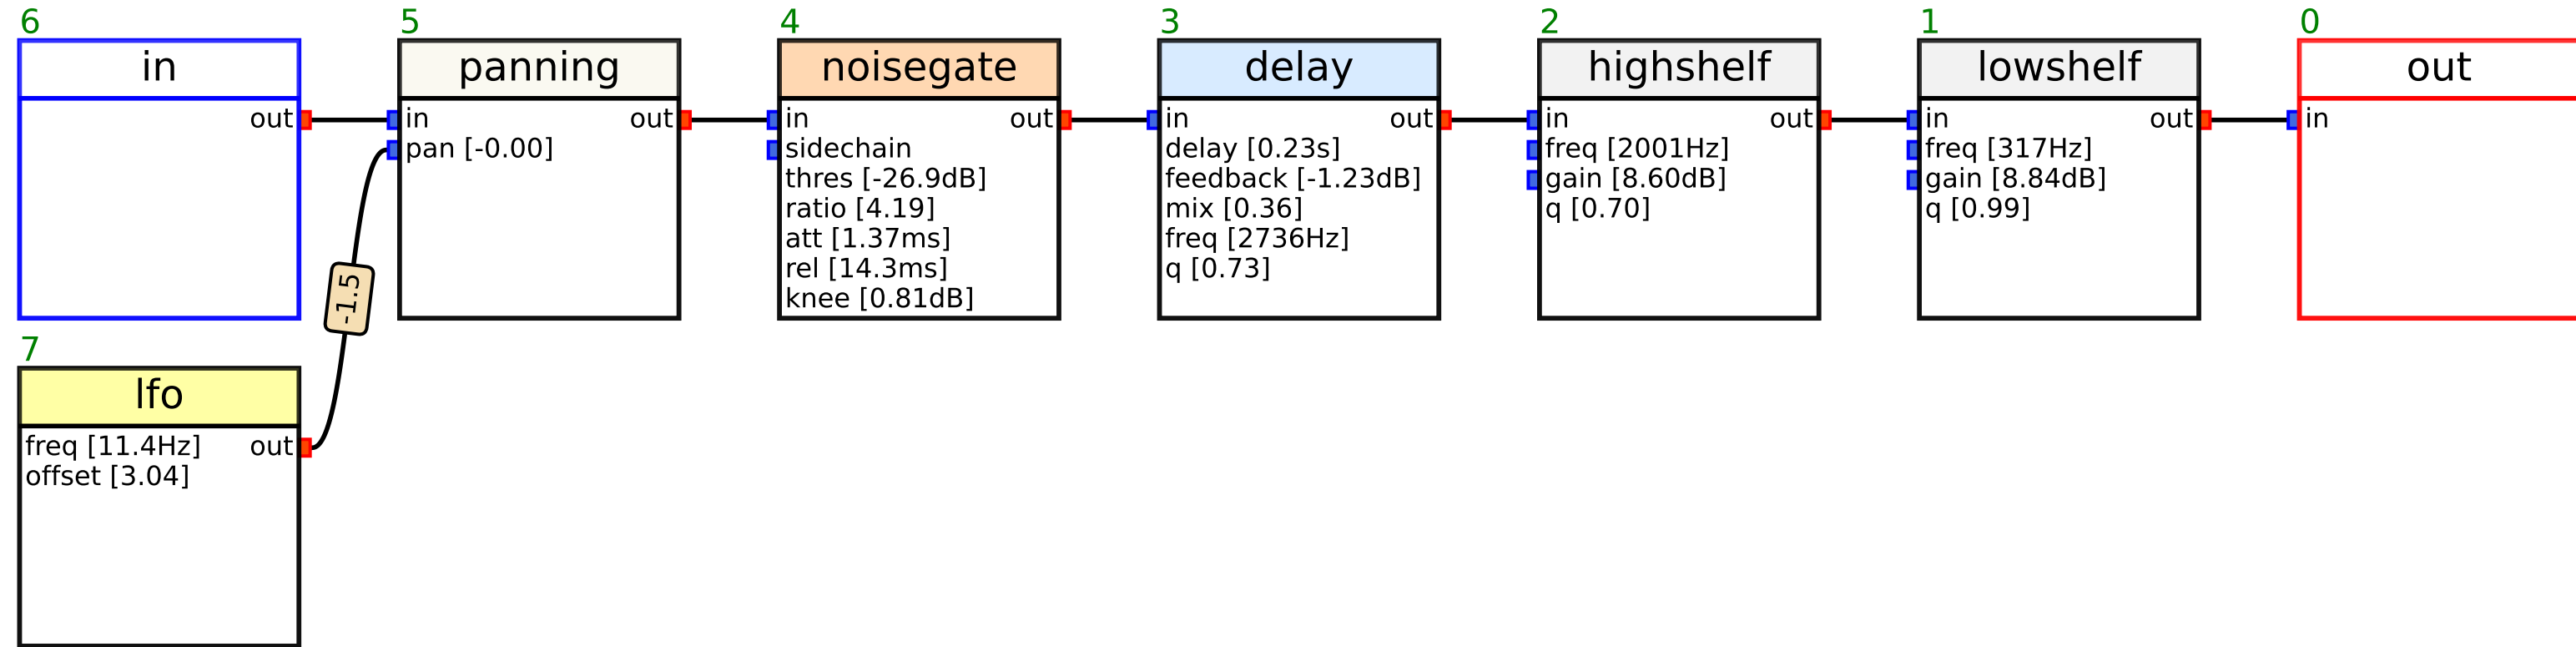 6
in
out
5
panning
in out
pan [-0.00]
4
noisegate
in out
sidechain
thres [-26.9dB]
ratio [4.19]
att [1.37ms]
rel [14.3ms]
knee [0.81dB]
3
delay
in out
delay [0.23s]
feedback [-1.23dB]
mix [0.36]
freq [2736Hz]
q [0.73]
2
highshelf
in out
freq [2001Hz]
gain [8.60dB]
q [0.70]
1
lowshelf
in out
freq [317Hz]
gain [8.84dB]
q [0.99]
0
out
in
-1.5
7
lfo
freq [11.4Hz] out
offset [3.04]